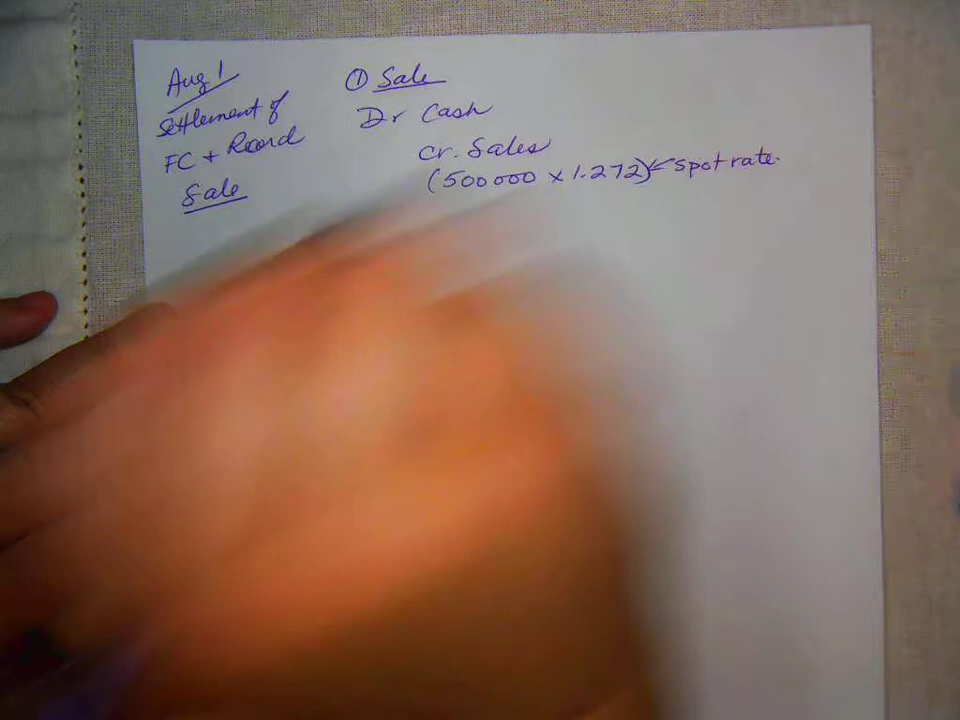 Aug 1
Settlement of
FC + Record
Sale
① Sale
Dr Cash
Cr. Sales
(500000 x 1.272) ← spot rate.